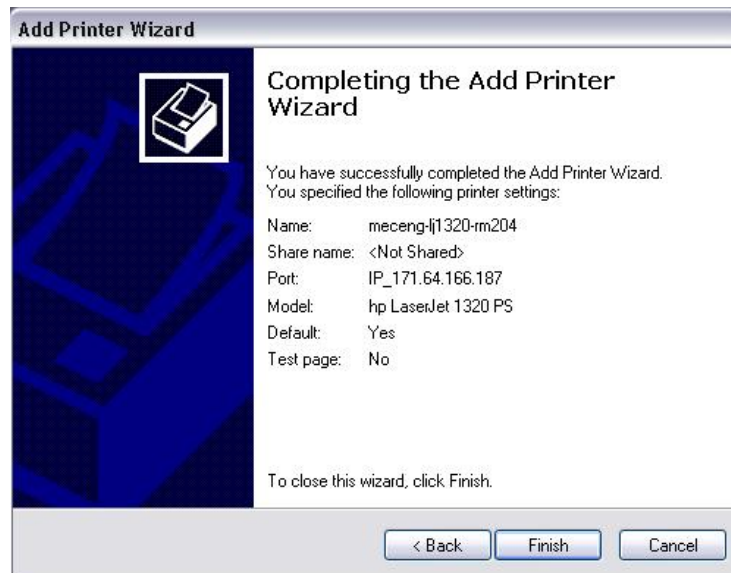 Add Printer Wizard
Completing the Add Printer
Wizard
You have successfully completed the Add Printer Wizard.
You specified the following printer settings:
Name: meceng-lj1320-rm204
Share name: <Not Shared>
Port: IP_171.64.166.187
Model: hp LaserJet 1320 PS
Default: Yes
Test page: No
To close this wizard, click Finish.
< Back Finish Cancel